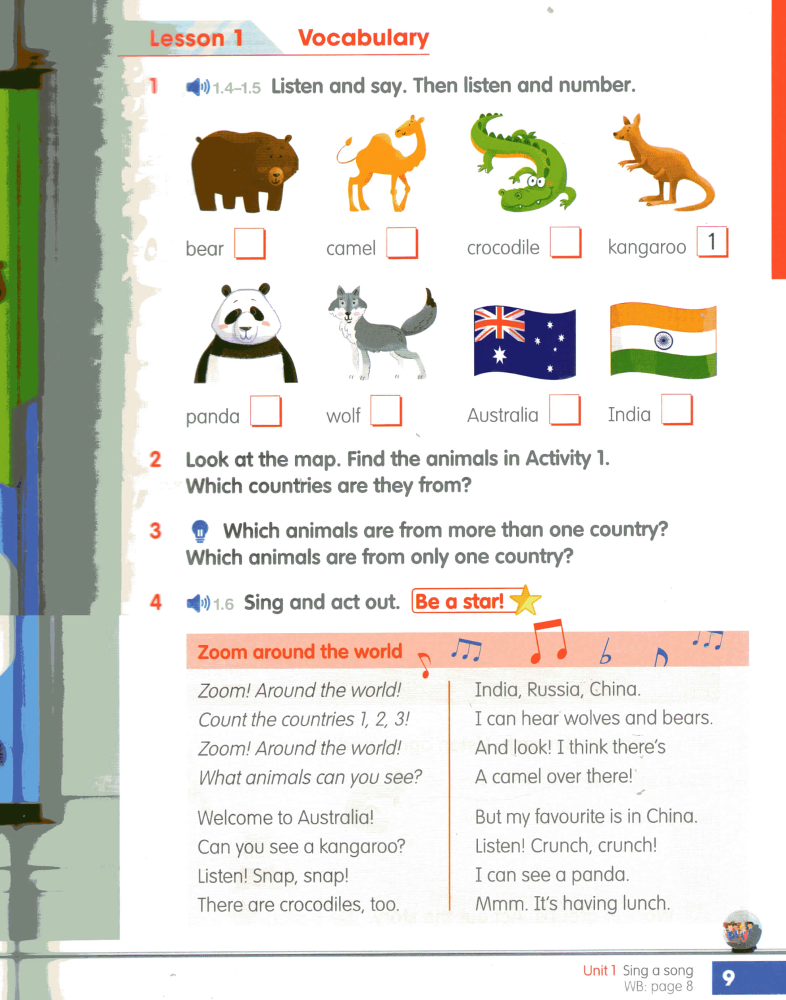 Lesson 1 Vocabulary
1 1.4–1.5 Listen and say. Then listen and number.
bear camel crocodile kangaroo 1
panda wolf Australia India
2 Look at the map. Find the animals in Activity 1.
Which countries are they from?
3 Which animals are from more than one country?
Which animals are from only one country?
4 1.6 Sing and act out. Be a star!
Zoom around the world
Zoom! Around the world!
Count the countries 1, 2, 3!
Zoom! Around the world!
What animals can you see?
Welcome to Australia!
Can you see a kangaroo?
Listen! Snap, snap!
There are crocodiles, too.
India, Russia, China.
I can hear wolves and bears.
And look! I think there's
A camel over there!
But my favourite is in China.
Listen! Crunch, crunch!
I can see a panda.
Mmm. It's having lunch.
Unit 1 Sing a song
WB: page 8
9